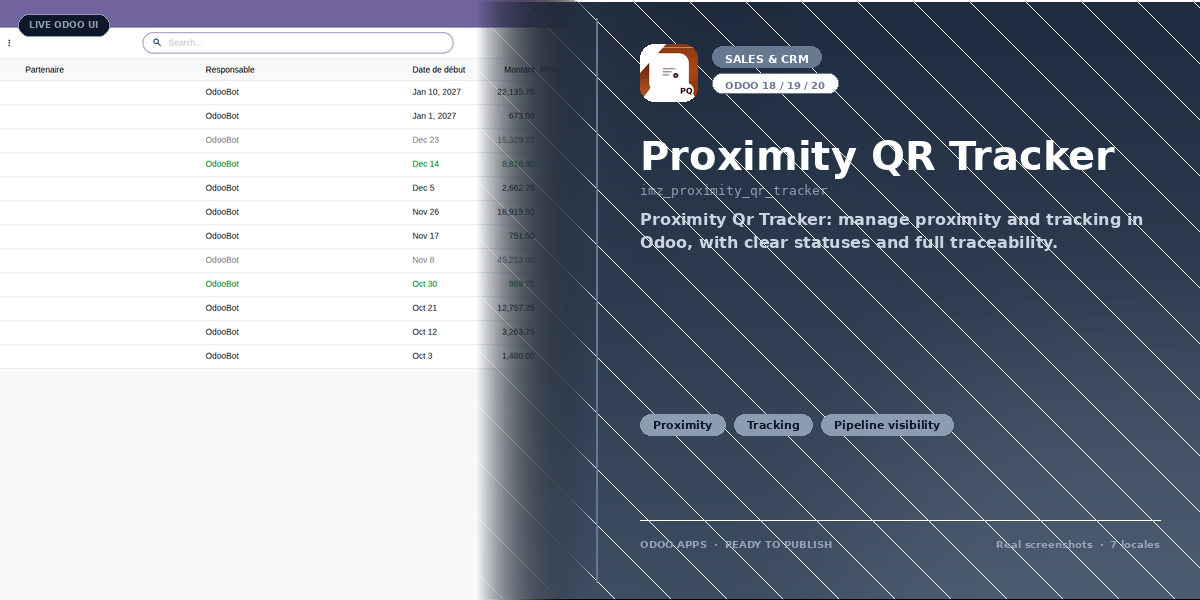 LIVE ODOO UI
Search...
Partenaire Responsable Date de début Montant
OdooBot Jan 10, 2027 22,135.75
OdooBot Jan 1, 2027 673.00
OdooBot Dec 23 15,329.25
OdooBot Dec 14 8,816.90
OdooBot Dec 5 2,662.75
OdooBot Nov 26 18,919.50
OdooBot Nov 17 751.50
OdooBot Nov 8 45,213.00
OdooBot Oct 30 989.75
OdooBot Oct 21 12,757.25
OdooBot Oct 12 3,263.75
OdooBot Oct 3 1,480.00
PQ
SALES & CRM
ODOO 18 / 19 / 20
Proximity QR Tracker
imz_proximity_qr_tracker
Proximity Qr Tracker: manage proximity and tracking in
Odoo, with clear statuses and full traceability.
Proximity Tracking Pipeline visibility
ODOO APPS · READY TO PUBLISH
Real screenshots · 7 locales